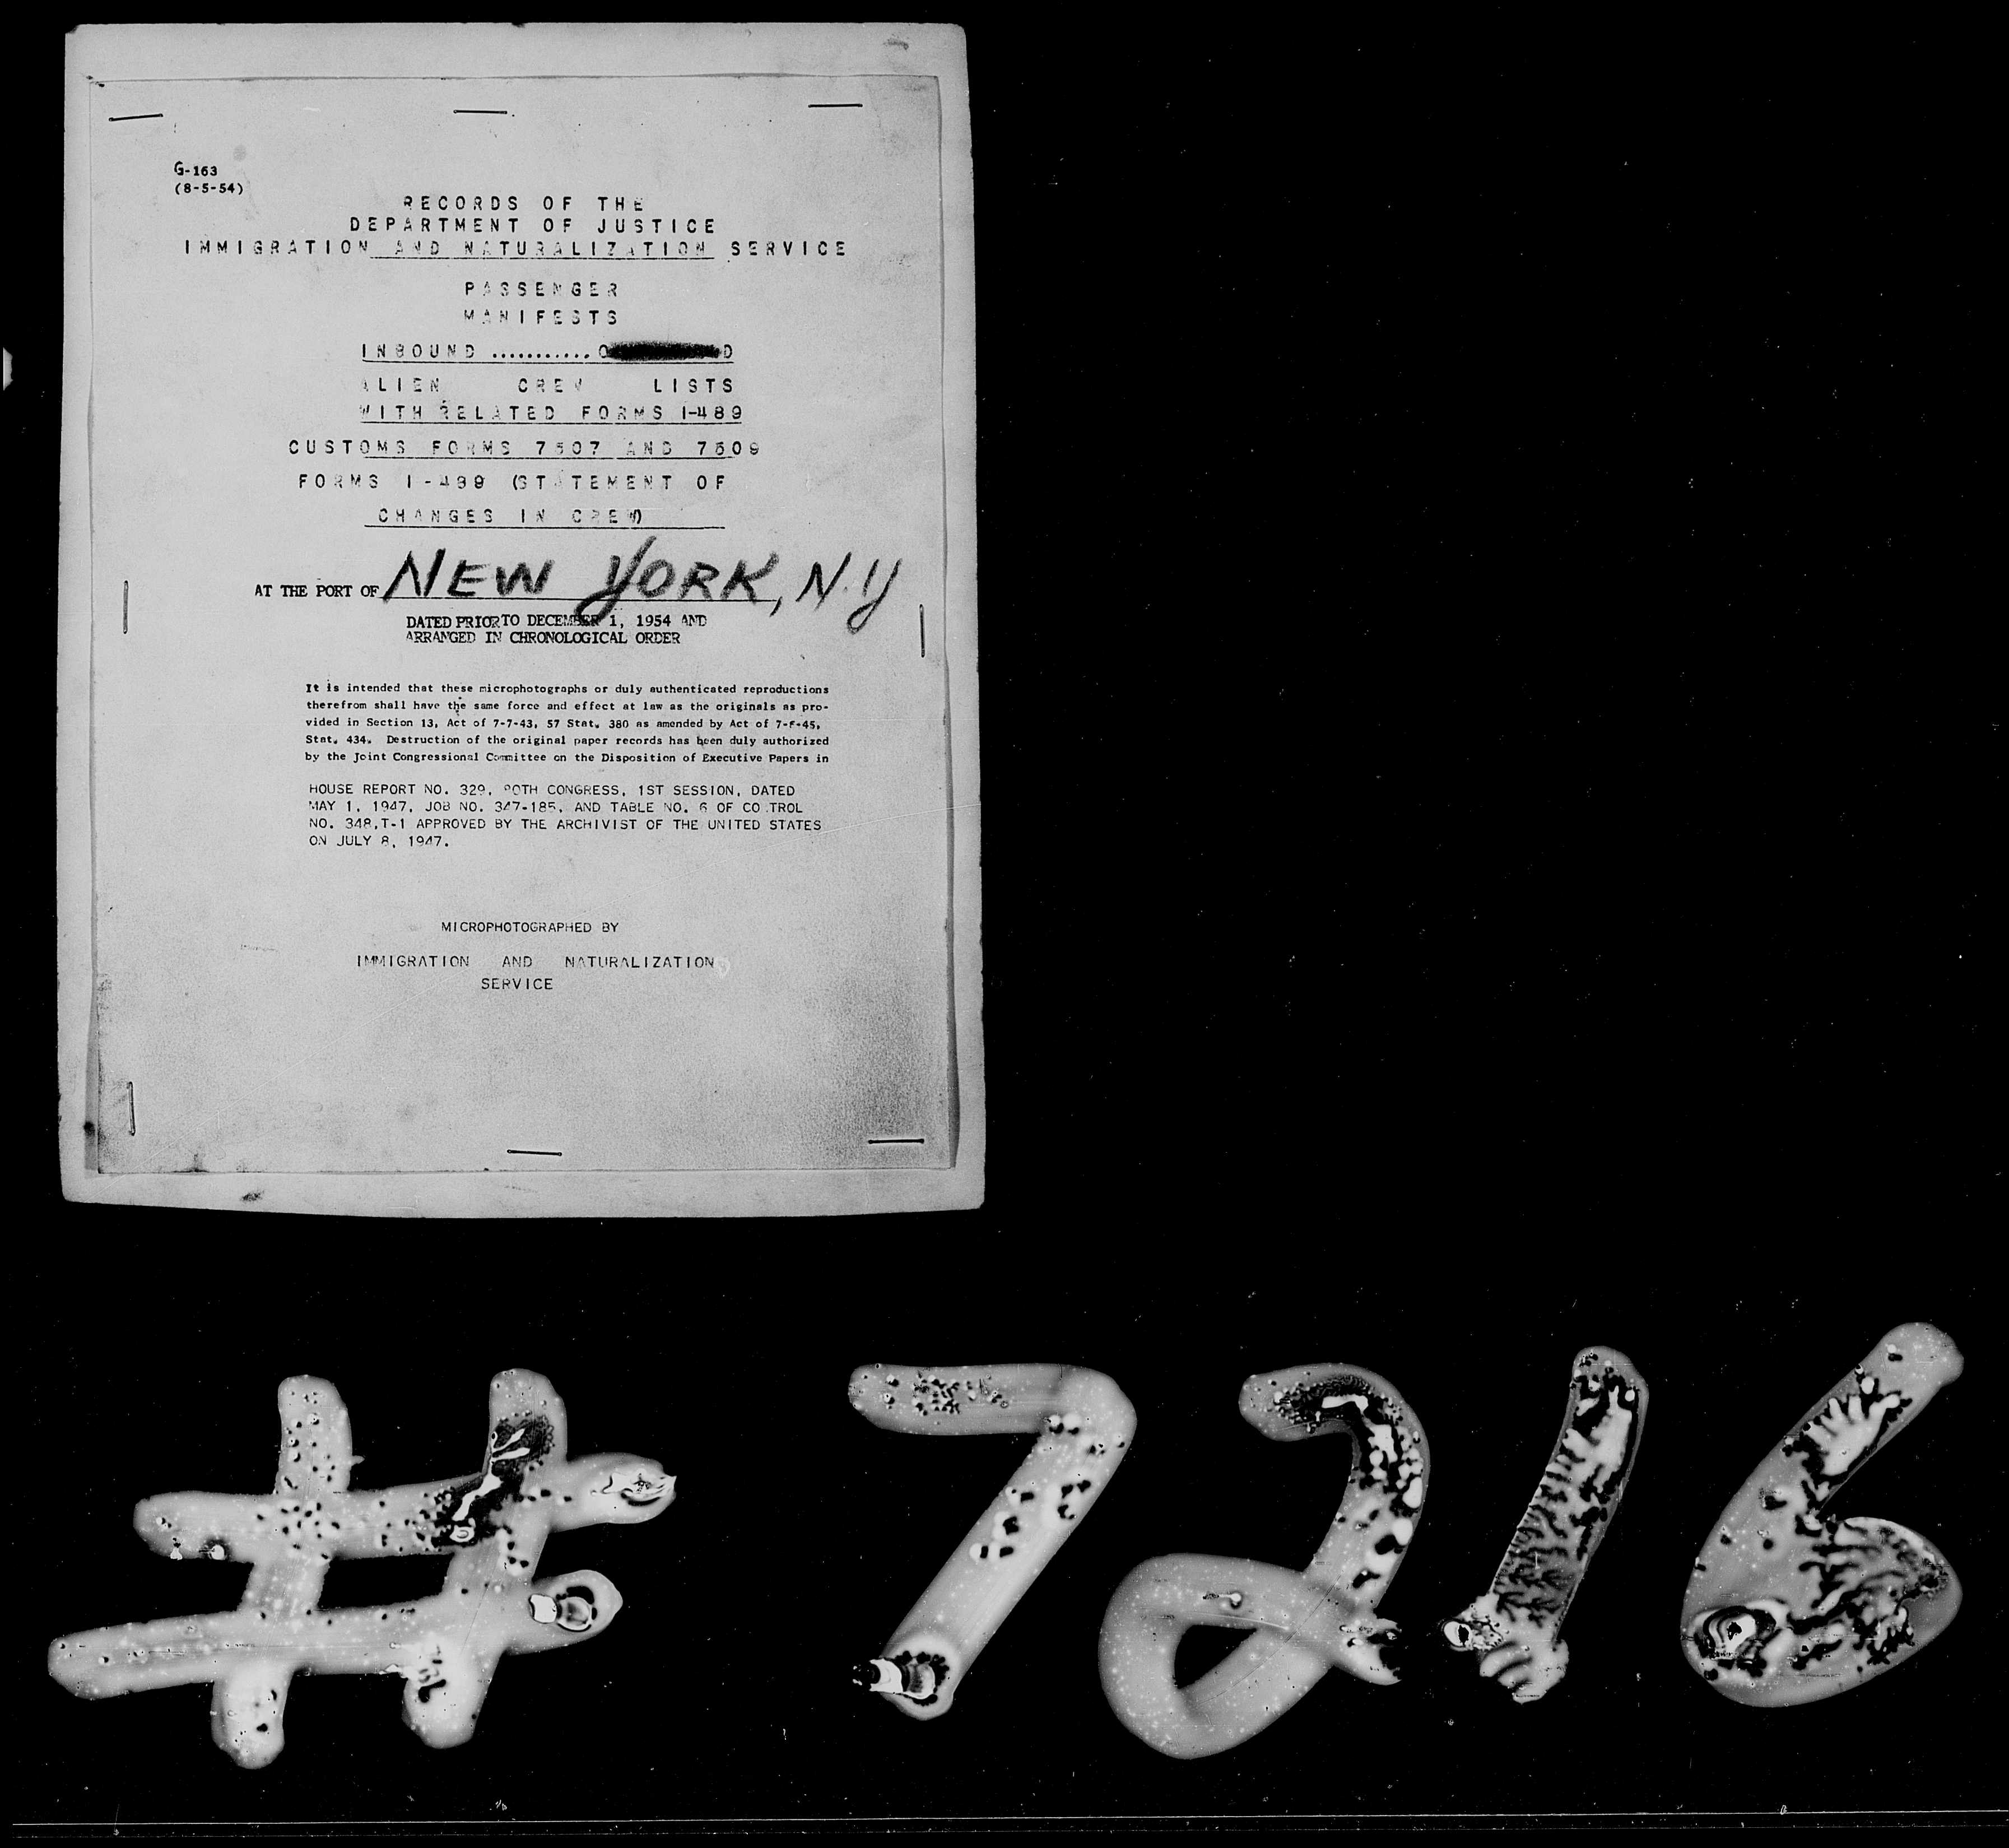 G-163
(8-5-54)
RECORDS OF THE
DEPARTMENT OF JUSTICE
IMMIGRATION AND NATURALIZATION SERVICE
PASSENGER
MANIFESTS
INBOUND ........... O D
ALIEN CREW LISTS
WITH RELATED FORMS I-489
CUSTOMS FORMS 7507 AND 7509
FORMS I-489 (STATEMENT OF
CHANGES IN CREW)
AT THE PORT OF NEW YORK, N.Y
DATED PRIOR TO DECEMBER 1, 1954 AND
ARRANGED IN CHRONOLOGICAL ORDER
It is intended that these microphotographs or duly authenticated reproductions
therefrom shall have the same force and effect at law as the originals as pro-
vided in Section 13, Act of 7-7-43, 57 Stat. 380 as amended by Act of
Stat. 434. Destruction of the original paper records has been duly authorized
by the Joint Congressional Committee on the Disposition of Executive Papers in
HOUSE REPORT NO. 329, 80TH CONGRESS, 1ST SESSION, DATED
MAY 1, 1947, JOB NO. 347-185, AND TABLE NO. 6 OF CONTROL
NO. 348,T-1 APPROVED BY THE ARCHIVIST OF THE UNITED STATES
ON JULY 8, 1947.
MICROPHOTOGRAPHED BY
IMMIGRATION AND NATURALIZATION
SERVICE
# 7216